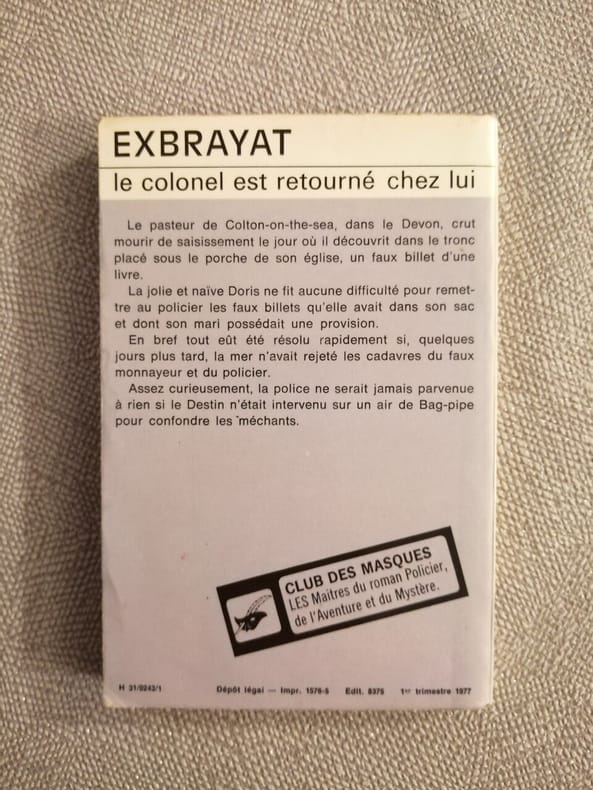 EXBRAYAT
le colonel est retourné chez lui
Le pasteur de Colton-on-the-sea, dans le Devon, crut
mourir de saisissement le jour où il découvrit dans le tronc
placé sous le porche de son église, un faux billet d'une
livre.
La jolie et naïve Doris ne fit aucune difficulté pour remet-
tre au policier les faux billets qu'elle avait dans son sac
et dont son mari possédait une provision.
En bref tout eût été résolu rapidement si, quelques
jours plus tard, la mer n'avait rejeté les cadavres du faux
monnayeur et du policier.
Assez curieusement, la police ne serait jamais parvenue
à rien si le Destin n'était intervenu sur un air de Bag-pipe
pour confondre les méchants.
CLUB DES MASQUES
LES Maîtres du roman Policier,
de l'Aventure et du Mystère.
H 31/0243/1 Dépôt légal — Impr. 1576-5 Edit. 8375 1er trimestre 1977